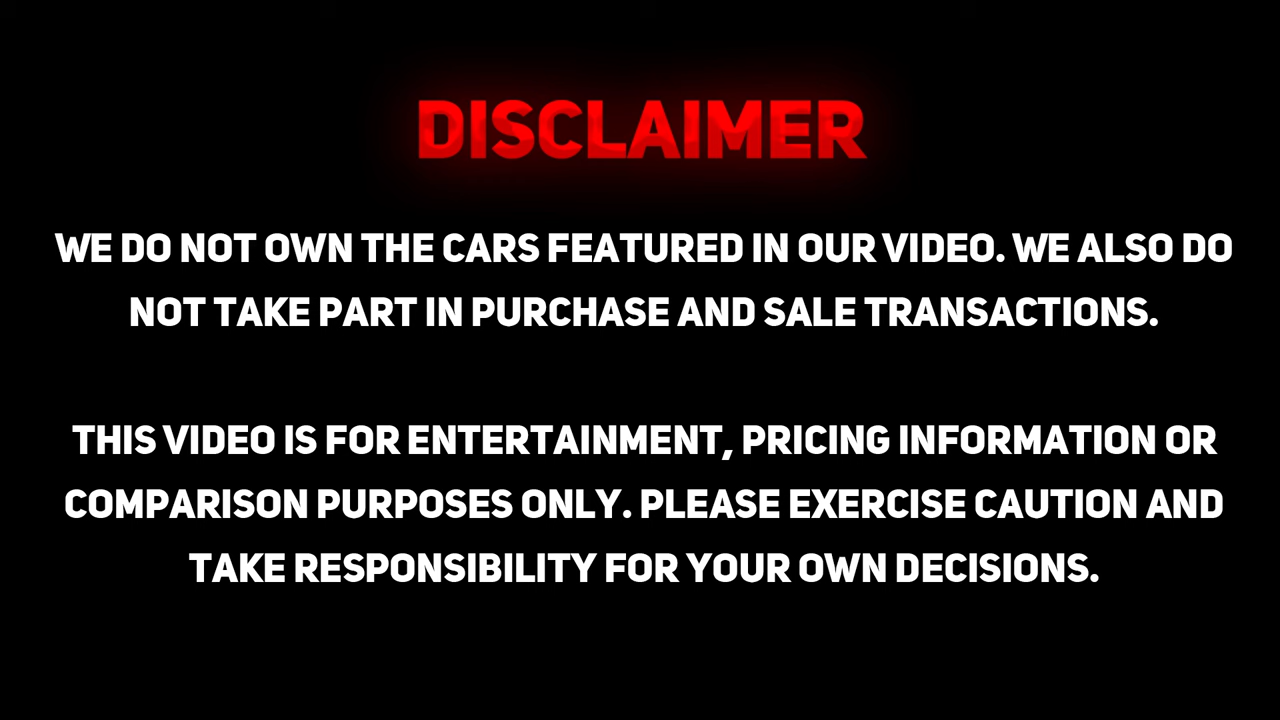 DISCLAIMER
WE DO NOT OWN THE CARS FEATURED IN OUR VIDEO. WE ALSO DO
NOT TAKE PART IN PURCHASE AND SALE TRANSACTIONS.
THIS VIDEO IS FOR ENTERTAINMENT, PRICING INFORMATION OR
COMPARISON PURPOSES ONLY. PLEASE EXERCISE CAUTION AND
TAKE RESPONSIBILITY FOR YOUR OWN DECISIONS.